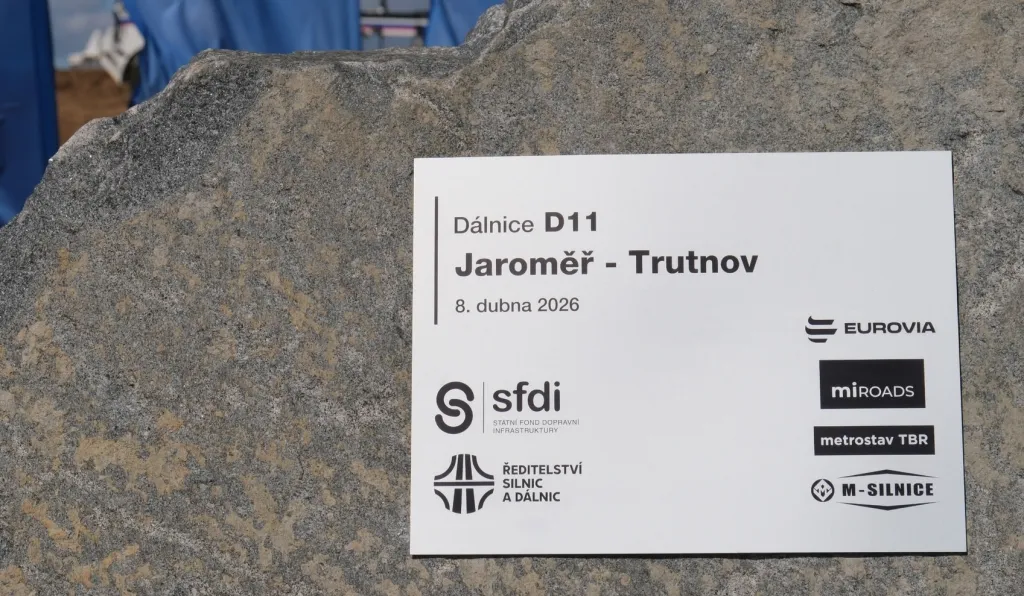 Dálnice D11
Jaroměř - Trutnov
8. dubna 2026
sfdi
STÁTNÍ FOND DOPRAVNÍ
INFRASTRUKTURY
ŘEDITELSTVÍ
SILNIC
A DÁLNIC
EUROVIA
miROADS
metrostav TBR
M-SILNICE